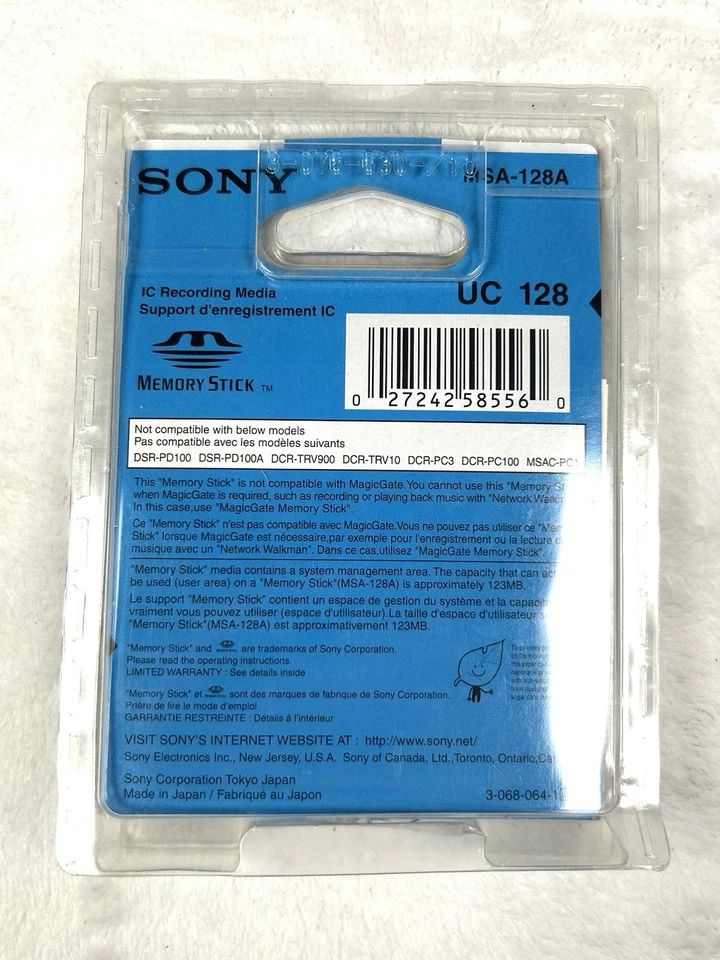 3-076-630-
SONY
MSA-128A
IC Recording Media
Support d'enregistrement IC
UC 128
MEMORY STICK TM
0 27242 58556 0
Not compatible with below models
Pas compatible avec les modèles suivants
DSR-PD100 DSR-PD100A DCR-TRV900 DCR-TRV10 DCR-PC3 DCR-PC100 MSAC-PC1
This "Memory Stick" is not compatible with MagicGate.You cannot use this "Memory
when MagicGate is required, such as recording or playing back music with "Network
In this case,use "MagicGate Memory Stick".
Ce "Memory Stick" n'est pas compatible avec MagicGate.Vous ne pouvez pas utiliser ce
Stick" lorsque MagicGate est nécessaire,par exemple pour l'enregistrement ou la lecture
musique avec un "Network Walkman". Dans ce cas,utilisez "MagicGate Memory Stick".
"Memory Stick" media contains a system management area. The capacity that can
be used (user area) on a "Memory Stick"(MSA-128A) is approximately 123MB.
Le support "Memory Stick" contient un espace de gestion du système et la
vraiment vous pouvez utiliser (espace d'utilisateur).La taille d'espace d'utilisateur
"Memory Stick"(MSA-128A) est approximativement 123MB.
"Memory Stick" and are trademarks of Sony Corporation.
Please read the operating instructions.
LIMITED WARRANTY : See details inside
"Memory Stick" et sont des marques de fabrique de Sony Corporation.
Prière de lire le mode d'emploi
GARANTIE RESTREINTE : Détails à l'intérieur
VISIT SONY'S INTERNET WEBSITE AT : http://www.sony.net/
Sony Electronics Inc., New Jersey, U.S.A. Sony of Canada, Ltd.,Toronto, Ontario,
Sony Corporation Tokyo Japan
Made in Japan / Fabriqué au Japon
3-068-064-